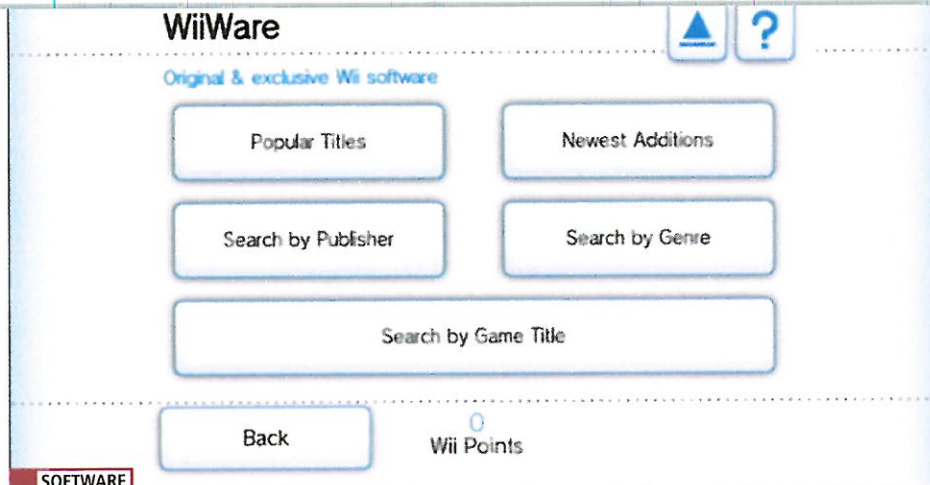 WiiWare
?
Original & exclusive Wii software
Popular Titles
Newest Additions
Search by Publisher
Search by Genre
Search by Game Title
Back
0
Wii Points
SOFTWARE